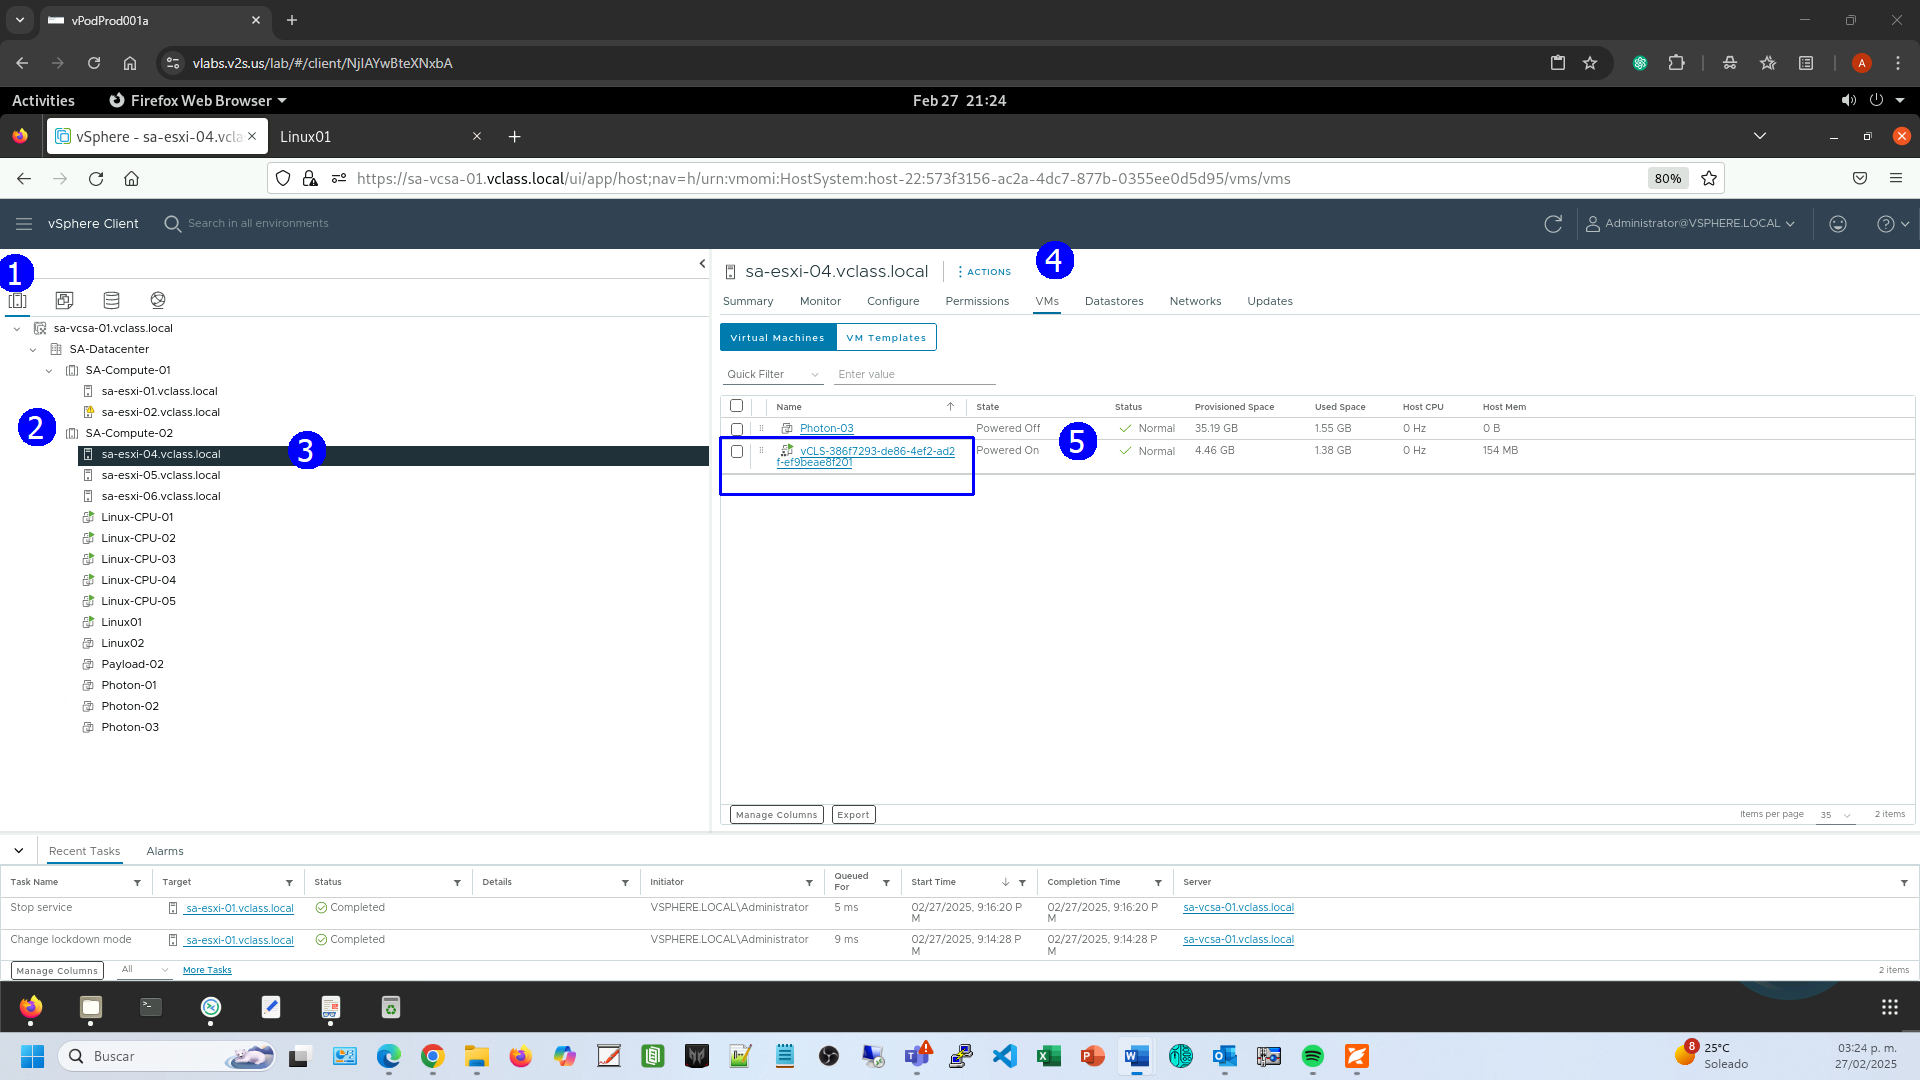 vPodProd001a
vlabs.v2s.us/lab/#/client/NjIAYwBteXNxbA
A
Activities
Firefox Web Browser
Feb 27 21:24
vSphere - sa-esxi-04.vcla
Linux01
https://sa-vcsa-01.vclass.local/ui/app/host;nav=h/urn:vmomi:HostSystem:host-22:573f3156-ac2a-4dc7-877b-0355ee0d5d95/vms/vms
80%
vSphere Client
Search in all environments
Administrator@VSPHERE.LOCAL
1
2
3
4
5
sa-vcsa-01.vclass.local
SA-Datacenter
SA-Compute-01
sa-esxi-01.vclass.local
sa-esxi-02.vclass.local
SA-Compute-02
sa-esxi-04.vclass.local
sa-esxi-05.vclass.local
sa-esxi-06.vclass.local
Linux-CPU-01
Linux-CPU-02
Linux-CPU-03
Linux-CPU-04
Linux-CPU-05
Linux01
Linux02
Payload-02
Photon-01
Photon-02
Photon-03
sa-esxi-04.vclass.local
ACTIONS
Summary Monitor Configure Permissions VMs Datastores Networks Updates
Virtual Machines VM Templates
Quick Filter Enter value
Name State Status Provisioned Space Used Space Host CPU Host Mem
Photon-03 Powered Off Normal 35.19 GB 1.55 GB 0 Hz 0 B
vCLS-386f7293-de86-4ef2-ad2 Powered On Normal 4.46 GB 1.38 GB 0 Hz 154 MB
f-ef9beae8f201
Manage Columns Export Items per page 35 2 items
Recent Tasks Alarms
Task Name Target Status Details Initiator Queued For Start Time Completion Time Server
Stop service sa-esxi-01.vclass.local Completed VSPHERE.LOCAL\Administrator 5 ms 02/27/2025, 9:16:20 P 02/27/2025, 9:16:20 P sa-vcsa-01.vclass.local
M M
Change lockdown mode sa-esxi-01.vclass.local Completed VSPHERE.LOCAL\Administrator 9 ms 02/27/2025, 9:14:28 P 02/27/2025, 9:14:28 P sa-vcsa-01.vclass.local
M M
Manage Columns All More Tasks 2 items
Buscar
8
25°C
Soleado
03:24 p. m.
27/02/2025